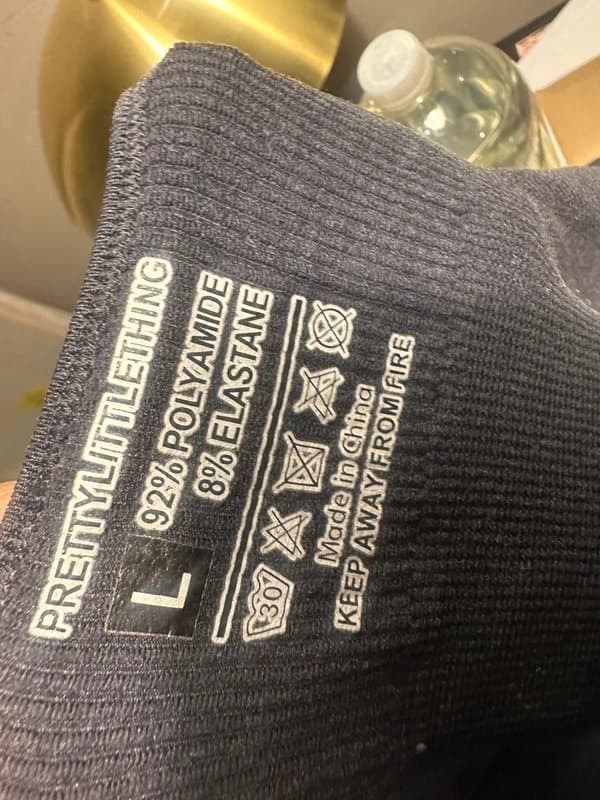 PRETTYLITTLETHING
L
92% POLYAMIDE
8% ELASTANE
30
Made in China
KEEP AWAY FROM FIRE